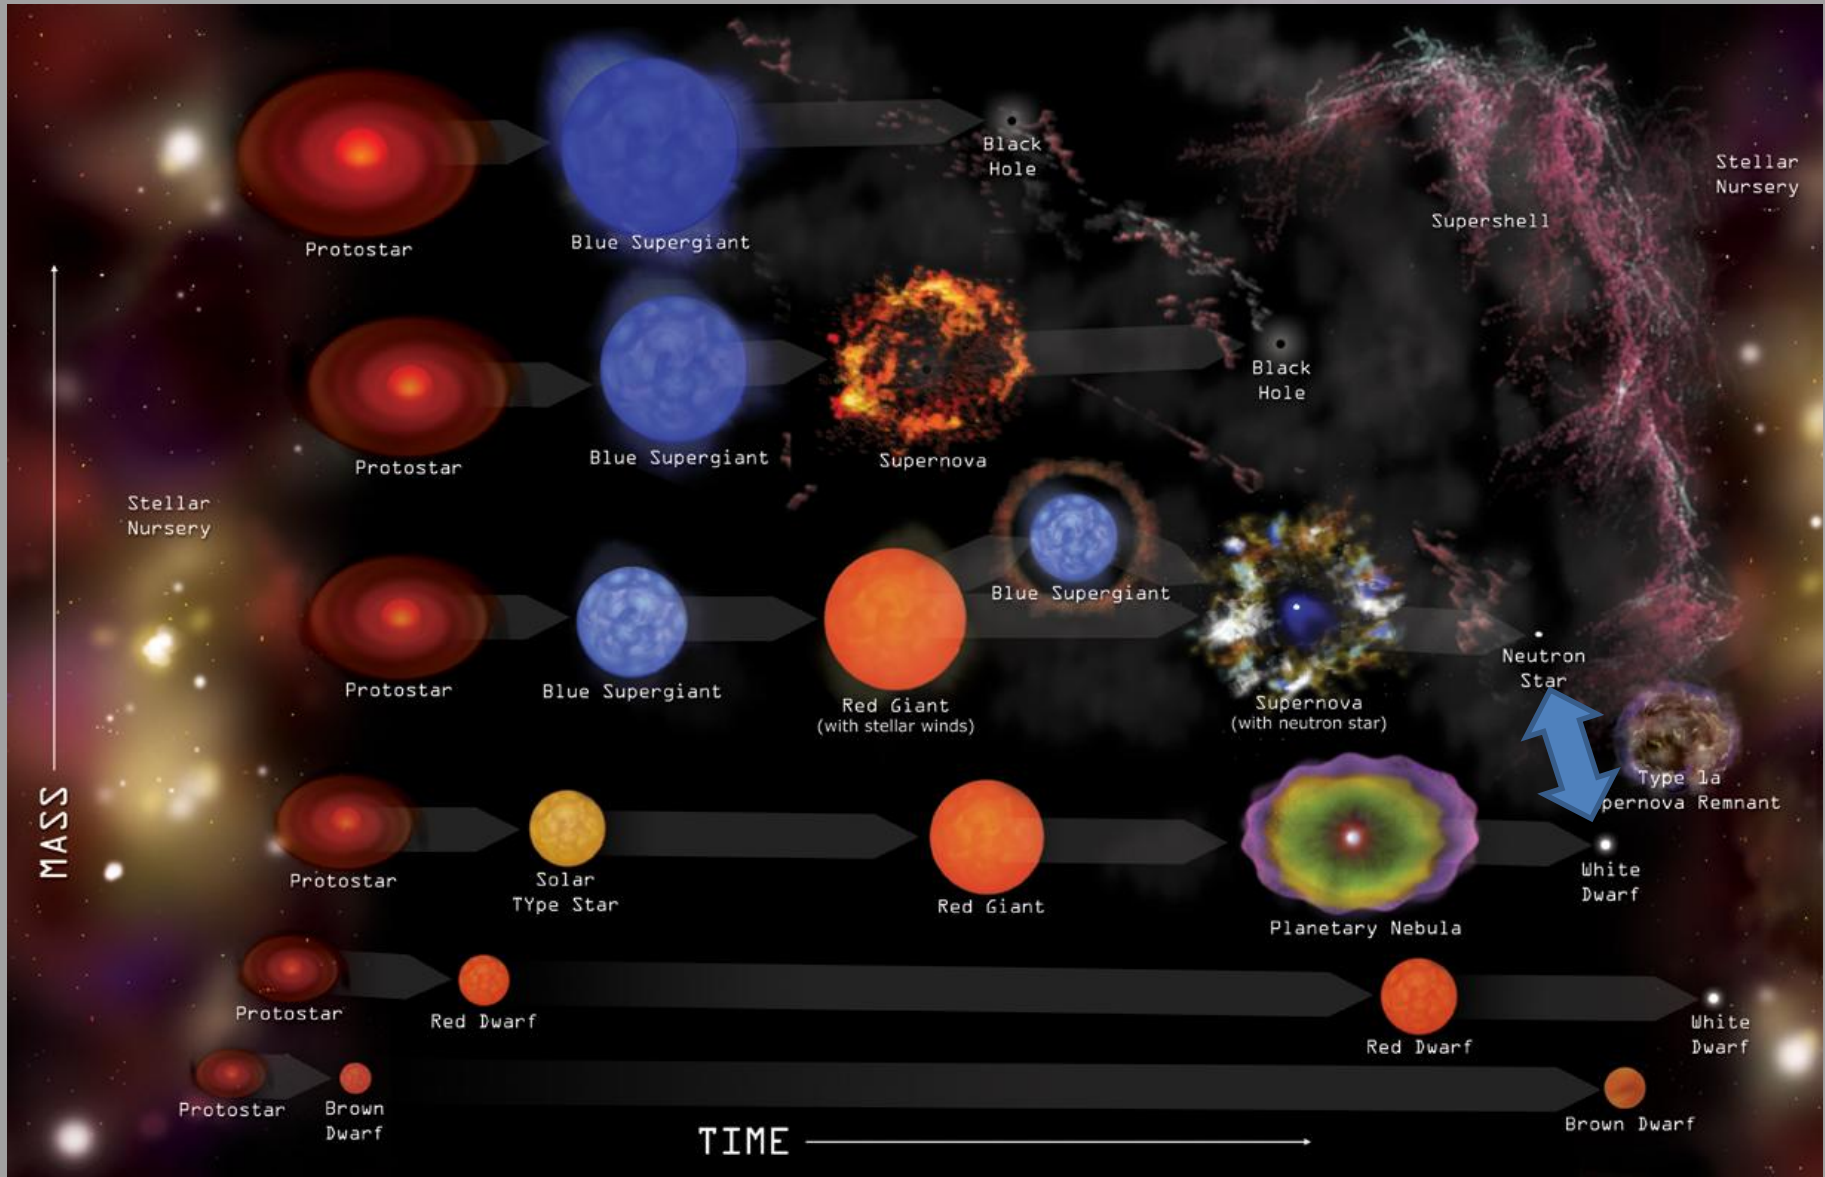 Protostar
Blue Supergiant
Black
Hole
Supershell
Stellar
Nursery
Protostar
Blue Supergiant
Supernova
Black
Hole
Stellar
Nursery
Protostar
Blue Supergiant
Red Giant
(with stellar winds)
Blue Supergiant
Supernova
(with neutron star)
Neutron
Star
Type 1a
pernova Remnant
MASS
Protostar
Solar
TYpe Star
Red Giant
Planetary Nebula
White
Dwarf
Protostar
Red Dwarf
Red Dwarf
White
Dwarf
Protostar
Brown
Dwarf
Brown Dwarf
TIME